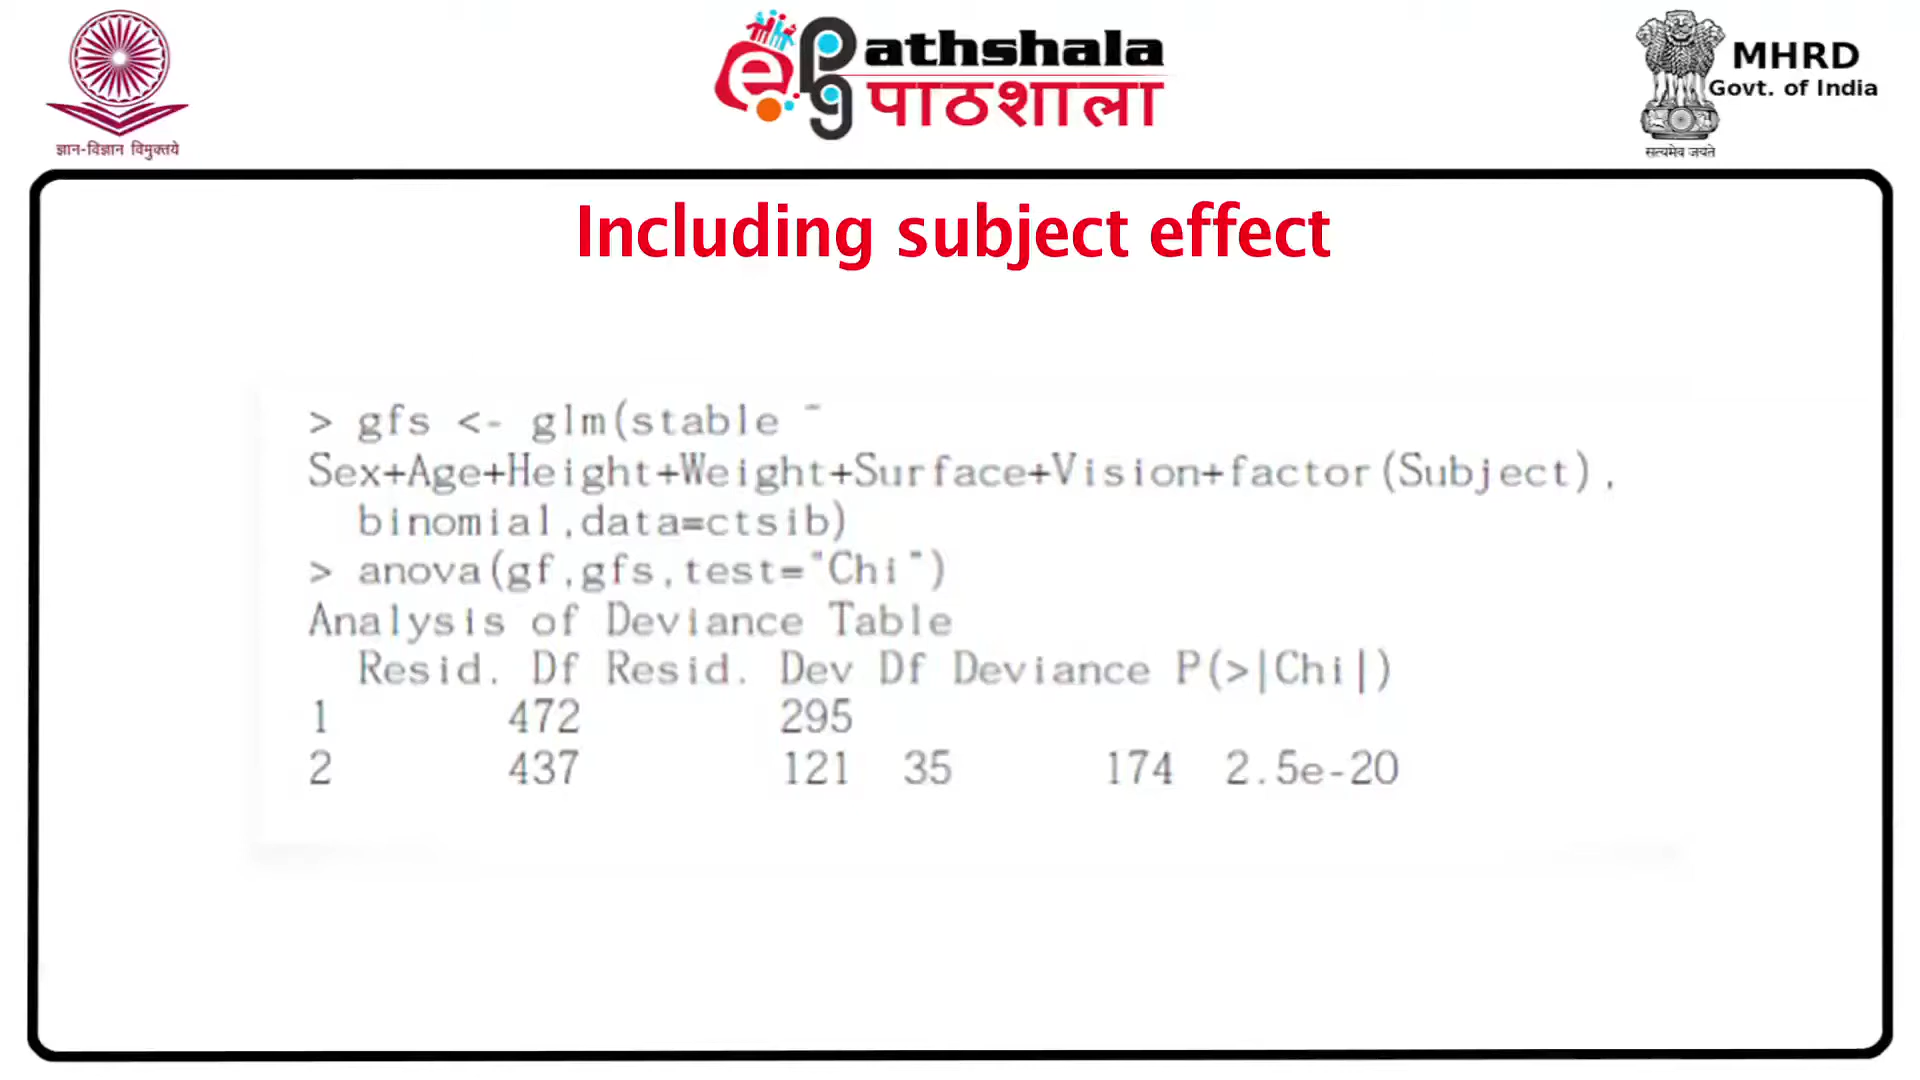 ज्ञान-विज्ञान विमुक्तये
ePG athshala
पाठशाला
MHRD
Govt. of India
सत्यमेव जयते
Including subject effect
> gfs <- glm(stable ~
Sex+Age+Height+Weight+Surface+Vision+factor(Subject),
binomial,data=ctsib)
> anova(gf,gfs,test="Chi")
Analysis of Deviance Table
Resid. Df Resid. Dev Df Deviance P(>|Chi|)
1 472 295
2 437 121 35 174 2.5e-20